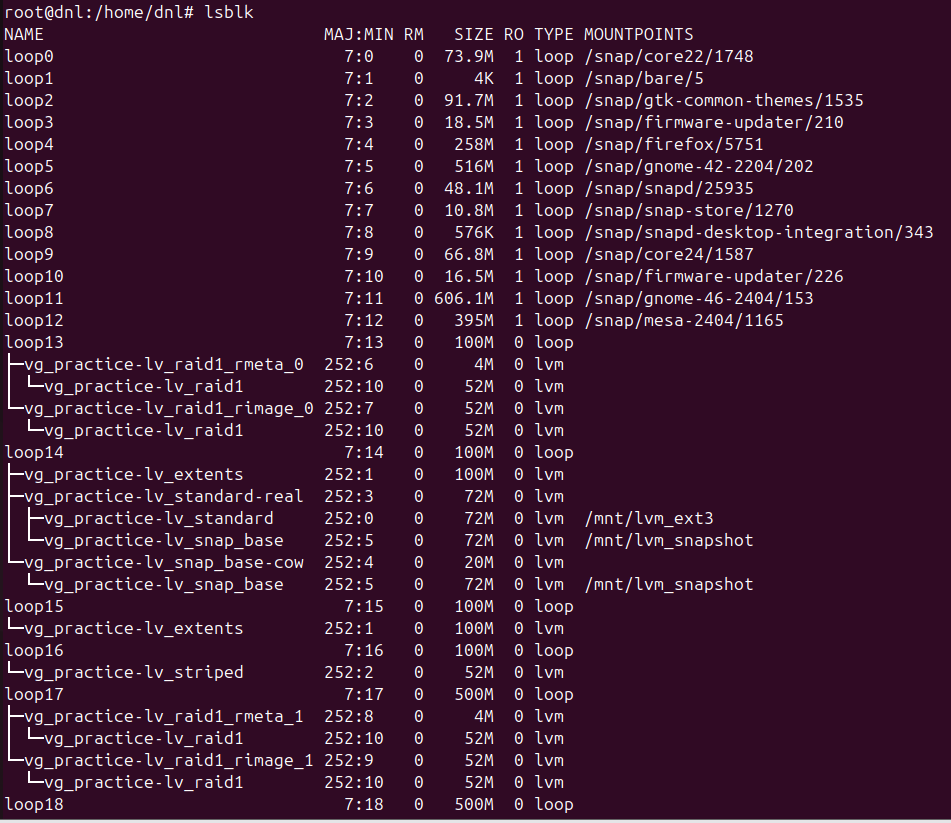 root@dnl:/home/dnl# lsblk
NAME                            MAJ:MIN RM   SIZE RO TYPE MOUNTPOINTS
loop0                             7:0    0  73.9M  1 loop /snap/core22/1748
loop1                             7:1    0     4K  1 loop /snap/bare/5
loop2                             7:2    0  91.7M  1 loop /snap/gtk-common-themes/1535
loop3                             7:3    0  18.5M  1 loop /snap/firmware-updater/210
loop4                             7:4    0   258M  1 loop /snap/firefox/5751
loop5                             7:5    0   516M  1 loop /snap/gnome-42-2204/202
loop6                             7:6    0  48.1M  1 loop /snap/snapd/25935
loop7                             7:7    0  10.8M  1 loop /snap/snap-store/1270
loop8                             7:8    0   576K  1 loop /snap/snapd-desktop-integration/343
loop9                             7:9    0  66.8M  1 loop /snap/core24/1587
loop10                            7:10   0  16.5M  1 loop /snap/firmware-updater/226
loop11                            7:11   0 606.1M  1 loop /snap/gnome-46-2404/153
loop12                            7:12   0   395M  1 loop /snap/mesa-2404/1165
loop13                            7:13   0   100M  0 loop
├─vg_practice-lv_raid1_rmeta_0  252:6    0     4M  0 lvm
│ └─vg_practice-lv_raid1        252:10   0    52M  0 lvm
└─vg_practice-lv_raid1_rimage_0 252:7    0    52M  0 lvm
  └─vg_practice-lv_raid1        252:10   0    52M  0 lvm
loop14                            7:14   0   100M  0 loop
├─vg_practice-lv_extents        252:1    0   100M  0 lvm
├─vg_practice-lv_standard-real  252:3    0    72M  0 lvm
│ ├─vg_practice-lv_standard     252:0    0    72M  0 lvm  /mnt/lvm_ext3
│ └─vg_practice-lv_snap_base    252:5    0    72M  0 lvm  /mnt/lvm_snapshot
└─vg_practice-lv_snap_base-cow  252:4    0    20M  0 lvm
  └─vg_practice-lv_snap_base    252:5    0    72M  0 lvm  /mnt/lvm_snapshot
loop15                            7:15   0   100M  0 loop
└─vg_practice-lv_extents        252:1    0   100M  0 lvm
loop16                            7:16   0   100M  0 loop
└─vg_practice-lv_striped        252:2    0    52M  0 lvm
loop17                            7:17   0   500M  0 loop
├─vg_practice-lv_raid1_rmeta_1  252:8    0     4M  0 lvm
│ └─vg_practice-lv_raid1        252:10   0    52M  0 lvm
└─vg_practice-lv_raid1_rimage_1 252:9    0    52M  0 lvm
  └─vg_practice-lv_raid1        252:10   0    52M  0 lvm
loop18                            7:18   0   500M  0 loop